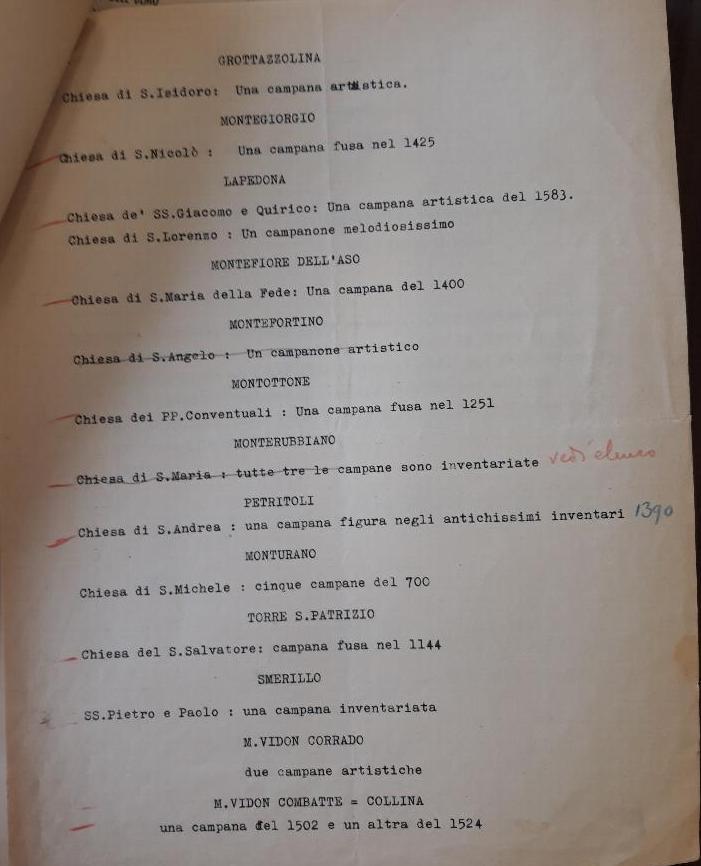 GROTTAZZOLINA
Chiesa di S.Isidoro: Una campana artistica.
MONTEGIORGIO
Chiesa di S.Nicolò : Una campana fusa nel 1425
LAPEDONA
Chiesa de' SS.Giacomo e Quirico: Una campana artistica del 1583.
Chiesa di S.Lorenzo : Un campanone melodiosissimo
MONTEFIORE DELL'ASO
Chiesa di S.Maria della Fede: Una campana del 1400
MONTEFORTINO
Chiesa di S.Angelo : Un campanone artistico
MONTOTTONE
Chiesa dei PP.Conventuali : Una campana fusa nel 1251
MONTERUBBIANO
Chiesa di S.Maria : tutte tre le campane sono inventariate vedi elenco
PETRITOLI
Chiesa di S.Andrea : una campana figura negli antichissimi inventari 1390
MONTURANO
Chiesa di S.Michele : cinque campane del 700
TORRE S.PATRIZIO
Chiesa del S.Salvatore: campana fusa nel 1144
SMERILLO
SS.Pietro e Paolo : una campana inventariata
M.VIDON CORRADO
due campane artistiche
M.VIDON COMBATTE = COLLINA
una campana del 1502 e un altra del 1524